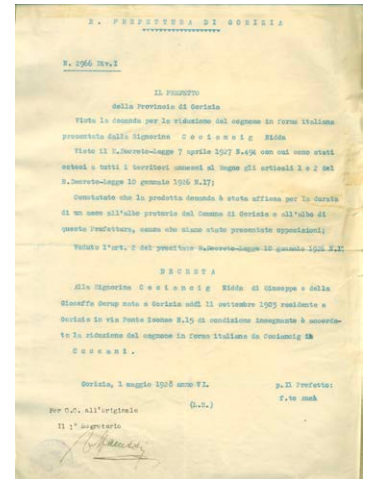 R. PREFETTURA DI GORIZIA
N. 2966 Div.I
IL PREFETTO
della Provincia di Gorizia
Vista la domanda per la riduzione del cognome in forma italiana
presentata dalla Signorina Cociancig Nidda
Visto il R.Decreto-Legge 7 aprile 1927 N.494 con cui sono stati
estesi a tutti i territori annessi al Regno gli articoli 1 e 2 del
R.Decreto-Legge 10 gennaio 1926 N.17;
Constatato che la predetta domanda è stata affissa per la durata
di un mese all'albo pretorio del Comune di Gorizia e all'albo di
questa Prefettura, senza che siano state presentate opposizioni;
Veduto l'art. 2 del precitato R.Decreto-Legge 10 gennaio 1926 N.17
DECRETA
Alla Signorina Cociancig Nidda di Giuseppe e della
Gioseffa nata a Gorizia addì 11 settembre 1905 residente a
Gorizia in via Ponte Isonzo N.15 di condizione insegnante è accorda-
ta la riduzione del cognome in forma italiana da Cociancig in
Canzani.
Gorizia, 1 maggio 1928 anno VI.
p.Il Prefetto:
(L.S.)
f.to
Per C.C. all'originale
Il 1° Segretario